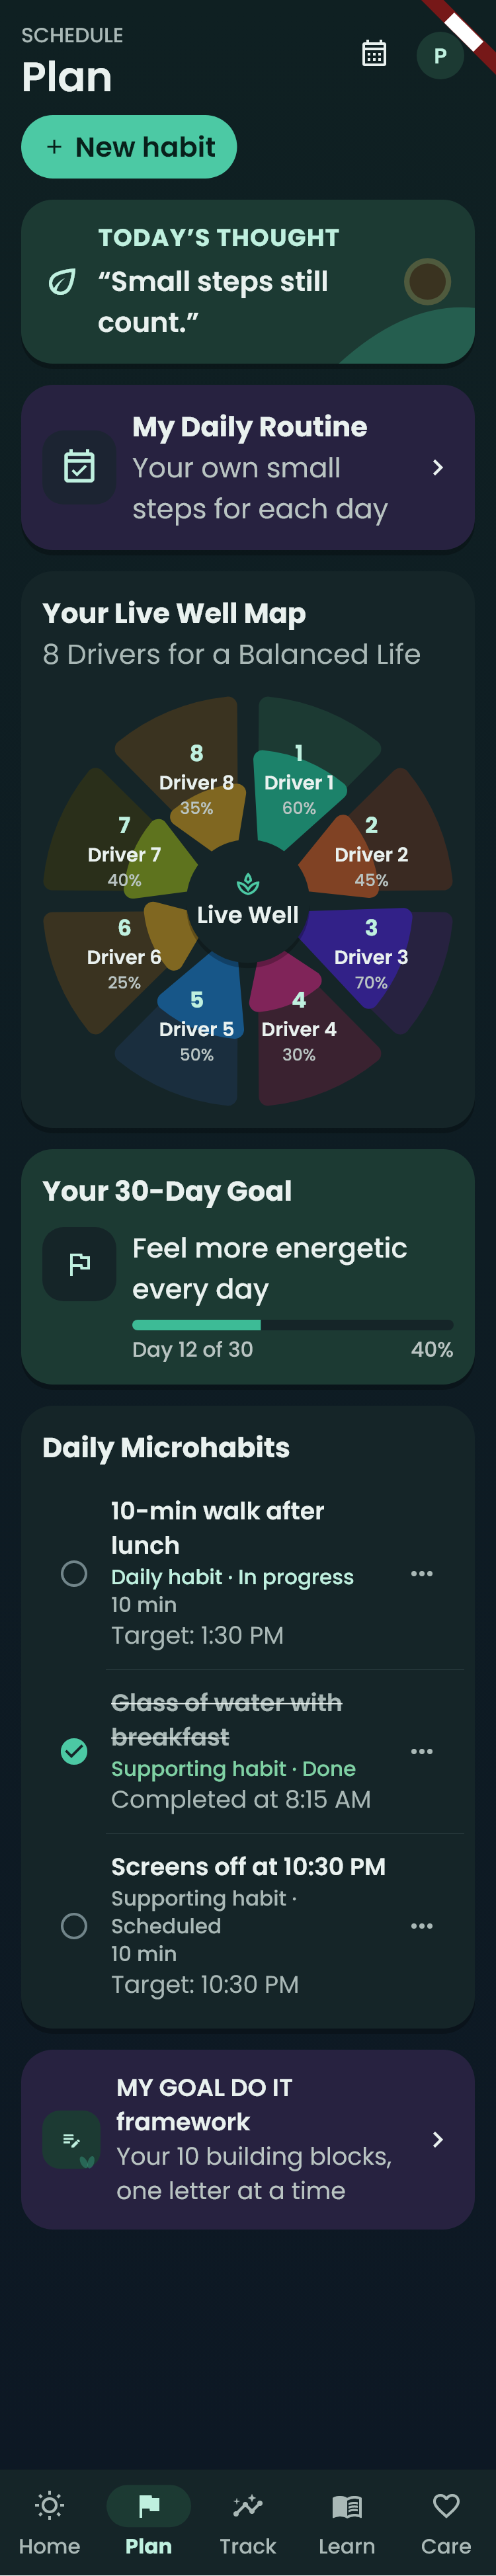 SCHEDULE
Plan
P
+ New habit
TODAY’S THOUGHT
“Small steps still
count.”
My Daily Routine
Your own small
steps for each day
Your Live Well Map
8 Drivers for a Balanced Life
8
Driver 8
35%
1
Driver 1
60%
7
Driver 7
40%
2
Driver 2
45%
Live Well
6
Driver 6
25%
3
Driver 3
70%
5
Driver 5
50%
4
Driver 4
30%
Your 30-Day Goal
Feel more energetic
every day
Day 12 of 30
40%
Daily Microhabits
10-min walk after
lunch
Daily habit · In progress
10 min
Target: 1:30 PM
Glass of water with
breakfast
Supporting habit · Done
Completed at 8:15 AM
Screens off at 10:30 PM
Supporting habit ·
Scheduled
10 min
Target: 10:30 PM
MY GOAL DO IT
framework
Your 10 building blocks,
one letter at a time
Home
Plan
Track
Learn
Care